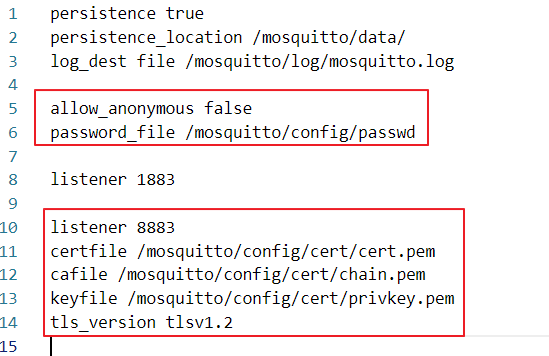 1 persistence true
2 persistence_location /mosquitto/data/
3 log_dest file /mosquitto/log/mosquitto.log
4
5 allow_anonymous false
6 password_file /mosquitto/config/passwd
7
8 listener 1883
9
10 listener 8883
11 certfile /mosquitto/config/cert/cert.pem
12 cafile /mosquitto/config/cert/chain.pem
13 keyfile /mosquitto/config/cert/privkey.pem
14 tls_version tlsv1.2
15